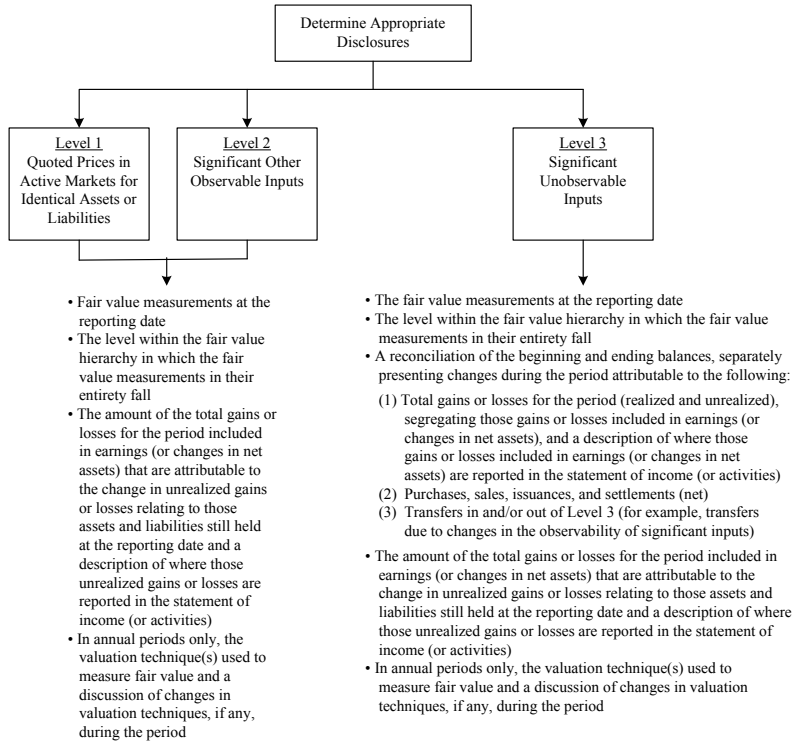 Determine Appropriate
Disclosures
Level 1
Quoted Prices in
Active Markets for
Identical Assets or
Liabilities
Level 2
Significant Other
Observable Inputs
Level 3
Significant
Unobservable
Inputs
• Fair value measurements at the
reporting date
• The level within the fair value
hierarchy in which the fair
value measurements in their
entirety fall
• The amount of the total gains or
losses for the period included
in earnings (or changes in net
assets) that are attributable to
the change in unrealized gains
or losses relating to those
assets and liabilities still held
at the reporting date and a
description of where those
unrealized gains or losses are
reported in the statement of
income (or activities)
• In annual periods only, the
valuation technique(s) used to
measure fair value and a
discussion of changes in
valuation techniques, if any,
during the period
• The fair value measurements at the reporting date
• The level within the fair value hierarchy in which the fair value
measurements in their entirety fall
• A reconciliation of the beginning and ending balances, separately
presenting changes during the period attributable to the following:
(1) Total gains or losses for the period (realized and unrealized),
segregating those gains or losses included in earnings (or
changes in net assets), and a description of where those
gains or losses included in earnings (or changes in net
assets) are reported in the statement of income (or activities)
(2) Purchases, sales, issuances, and settlements (net)
(3) Transfers in and/or out of Level 3 (for example, transfers
due to changes in the observability of significant inputs)
• The amount of the total gains or losses for the period included in
earnings (or changes in net assets) that are attributable to the
change in unrealized gains or losses relating to those assets and
liabilities still held at the reporting date and a description of where
those unrealized gains or losses are reported in the statement of
income (or activities)
• In annual periods only, the valuation technique(s) used to
measure fair value and a discussion of changes in valuation
techniques, if any, during the period